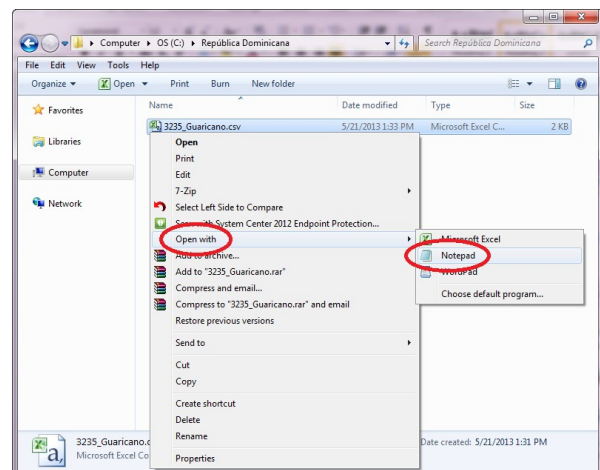 Computer ▸ OS (C:) ▸ República Dominicana
Search República Dominicana
File Edit View Tools Help
Organize Open Print Burn New folder
Name Date modified Type Size
Favorites
Libraries
Computer
Network
3235_Guaricano.csv 5/21/2013 1:33 PM Microsoft Excel C... 2 KB
Open
Print
Edit
7-Zip
Select Left Side to Compare
Scan with System Center 2012 Endpoint Protection...
Open with
Add to archive...
Add to "3235_Guaricano.rar"
Compress and email...
Compress to "3235_Guaricano.rar" and email
Restore previous versions
Send to
Cut
Copy
Create shortcut
Delete
Rename
Properties
Microsoft Excel
Notepad
WordPad
Choose default program...
3235_Guaricano.c
Date created: 5/21/2013 1:31 PM
Microsoft Excel Co
a,